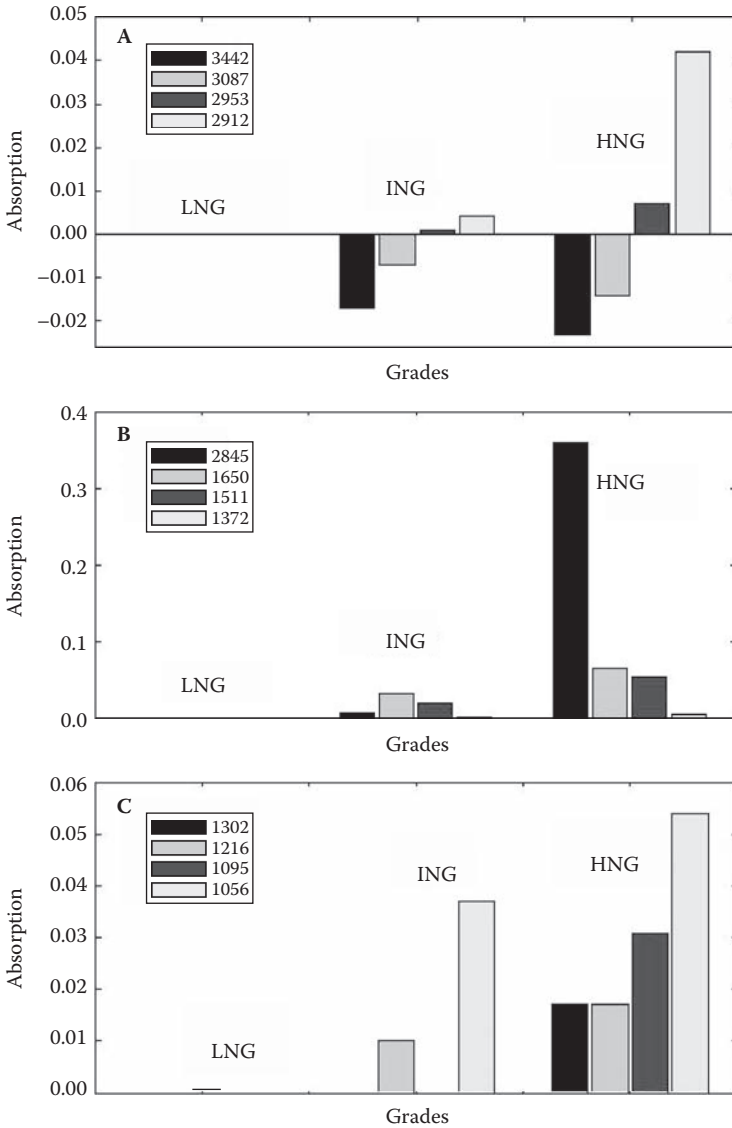 A
3442
3087
2953
2912
0.05
0.04
0.03
0.02
0.01
0.00
−0.01
−0.02
Absorption
LNG
ING
HNG
Grades
B
2845
1650
1511
1372
0.4
0.3
0.2
0.1
0.0
Absorption
LNG
ING
HNG
Grades
C
1302
1216
1095
1056
0.06
0.05
0.04
0.03
0.02
0.01
0.00
Absorption
LNG
ING
HNG
Grades